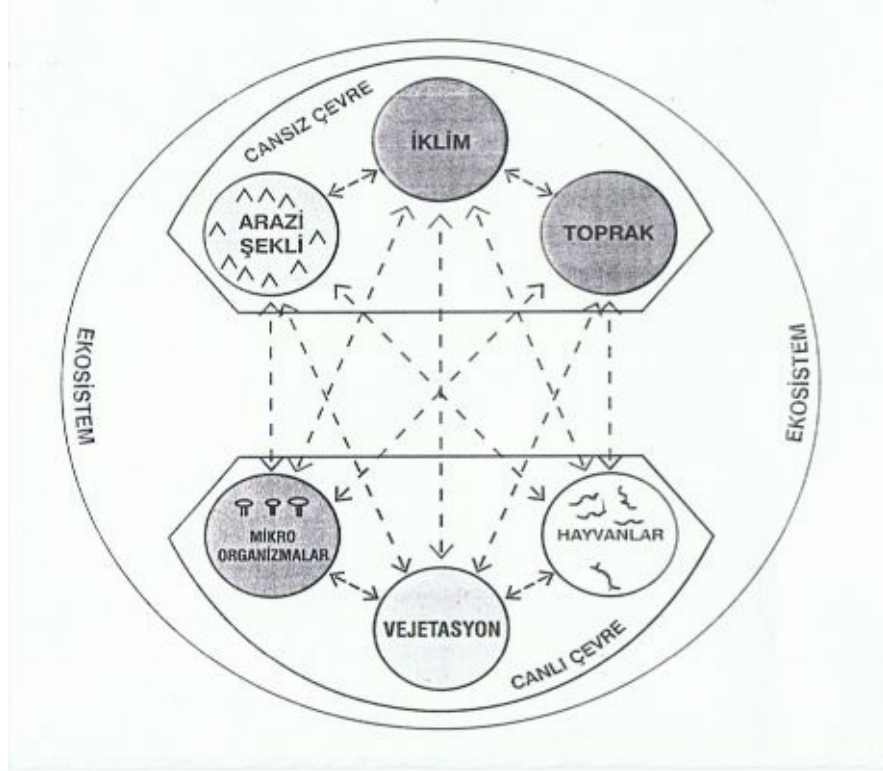 CANSIZ ÇEVRE
İKLİM
ARAZİ
ŞEKLİ
TOPRAK
EKOSİSTEM
EKOSİSTEM
MİKRO
ORGANİZMALAR
HAYVANLAR
VEJETASYON
CANLI ÇEVRE